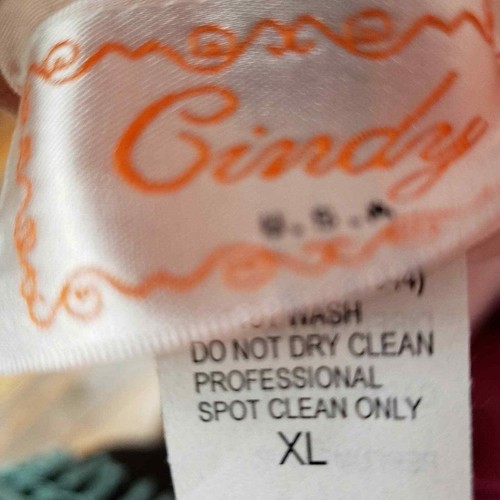 Cindy
U.S.A
WASH
DO NOT DRY CLEAN
PROFESSIONAL
SPOT CLEAN ONLY
XL